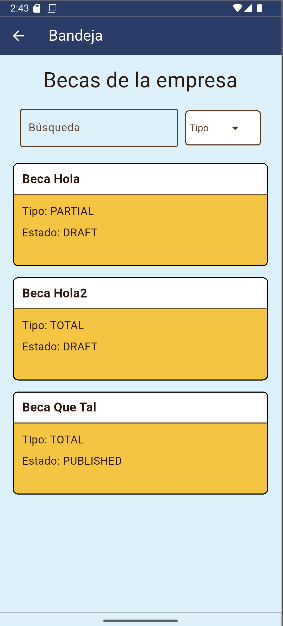 2:43
Bandeja
Becas de la empresa
Búsqueda
Tipo
Beca Hola
Tipo: PARTIAL
Estado: DRAFT
Beca Hola2
Tipo: TOTAL
Estado: DRAFT
Beca Que Tal
Tipo: TOTAL
Estado: PUBLISHED